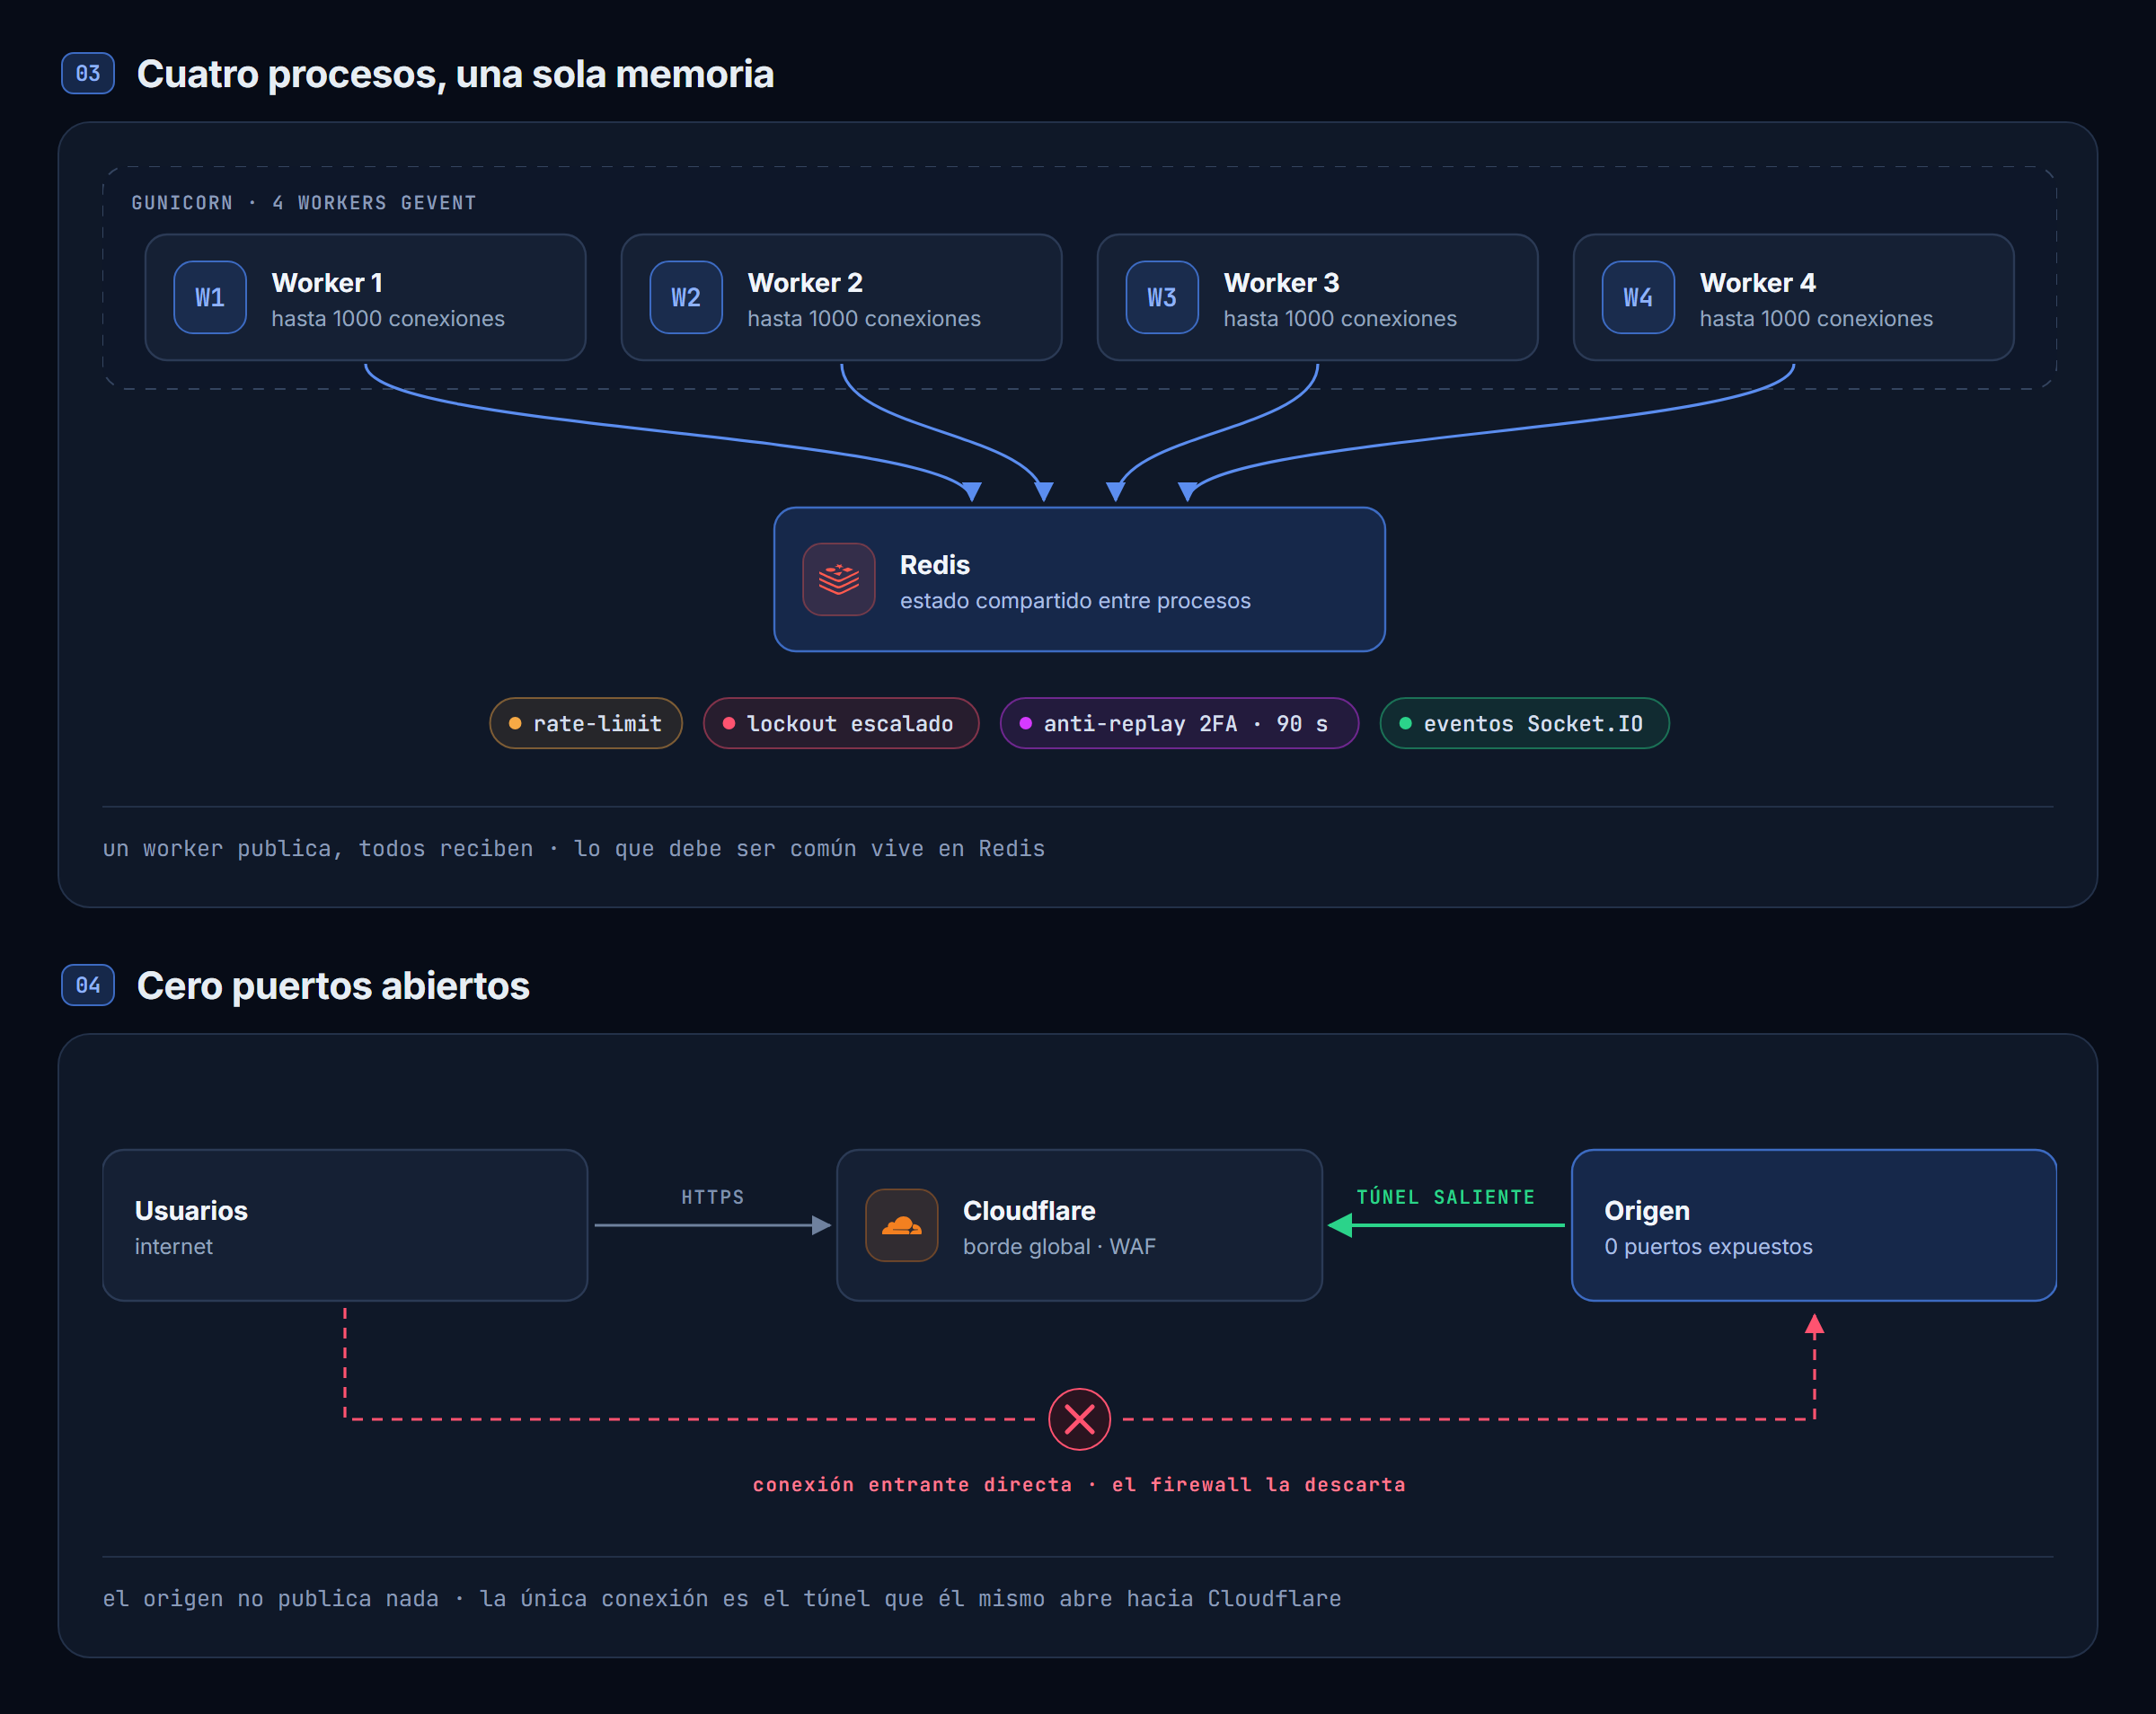 03 Cuatro procesos, una sola memoria
GUNICORN · 4 WORKERS GEVENT
W1 Worker 1
hasta 1000 conexiones
W2 Worker 2
hasta 1000 conexiones
W3 Worker 3
hasta 1000 conexiones
W4 Worker 4
hasta 1000 conexiones
Redis
estado compartido entre procesos
rate-limit
lockout escalado
anti-replay 2FA · 90 s
eventos Socket.IO
un worker publica, todos reciben · lo que debe ser común vive en Redis
04 Cero puertos abiertos
Usuarios
internet
HTTPS
Cloudflare
borde global · WAF
TÚNEL SALIENTE
Origen
0 puertos expuestos
conexión entrante directa · el firewall la descarta
el origen no publica nada · la única conexión es el túnel que él mismo abre hacia Cloudflare